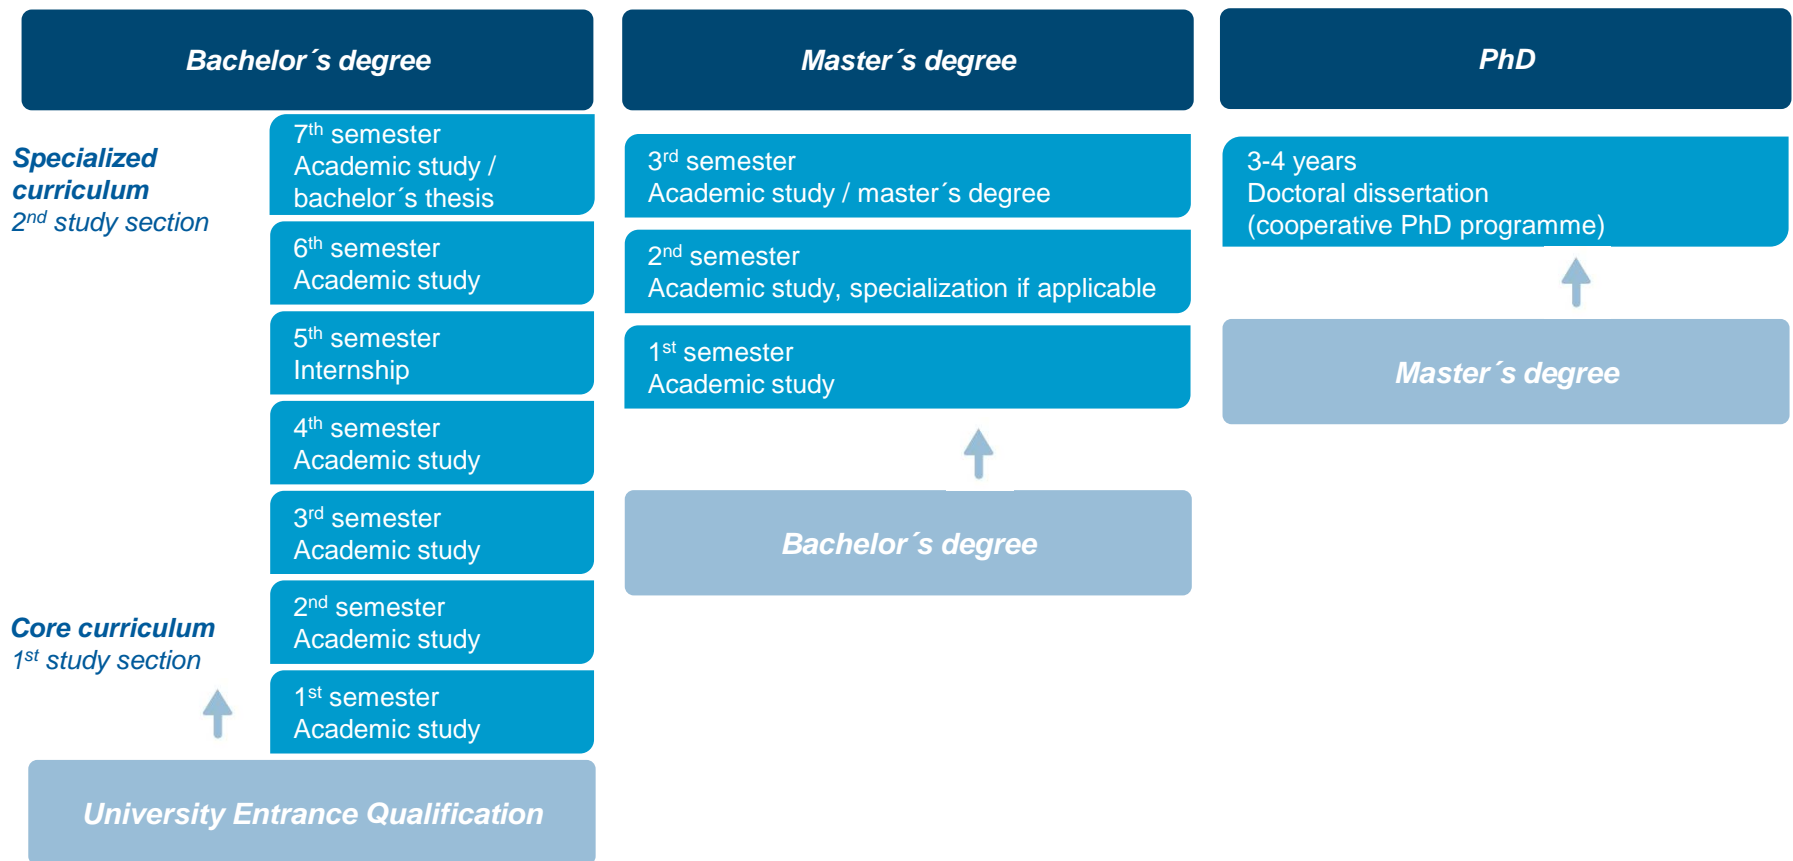 Bachelor´s degree
Specialized
curriculum
2nd study section
7th semester
Academic study /
bachelor´s thesis
6th semester
Academic study
5th semester
Internship
4th semester
Academic study
3rd semester
Academic study
2nd semester
Academic study
Core curriculum
1st study section
1st semester
Academic study
University Entrance Qualification
Master´s degree
3rd semester
Academic study / master´s degree
2nd semester
Academic study, specialization if applicable
1st semester
Academic study
Bachelor´s degree
PhD
3-4 years
Doctoral dissertation
(cooperative PhD programme)
Master´s degree